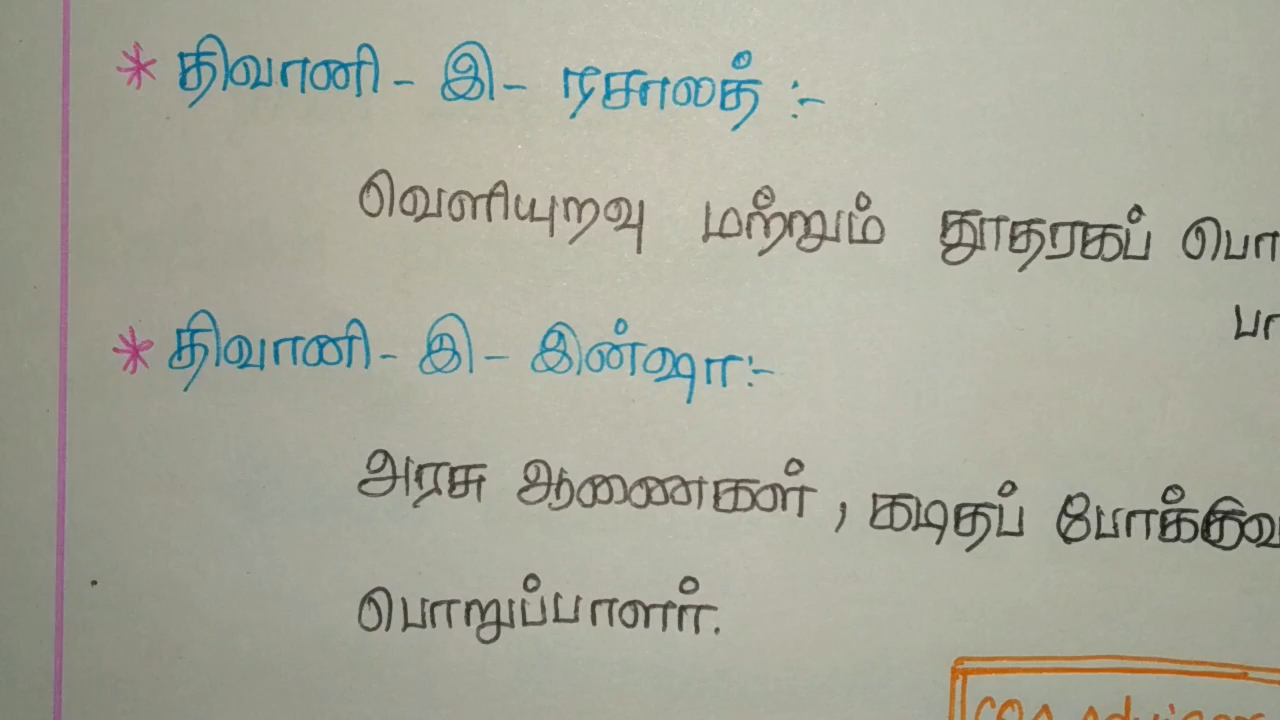 * திவானி - இ - ரசாலத் :-
வெளியுறவு மற்றும் தூதரகப்
* திவானி - இ - இன்ஷா :-
அரசு ஆணைகள் , கடிதப்
பொறுப்பாளர்.